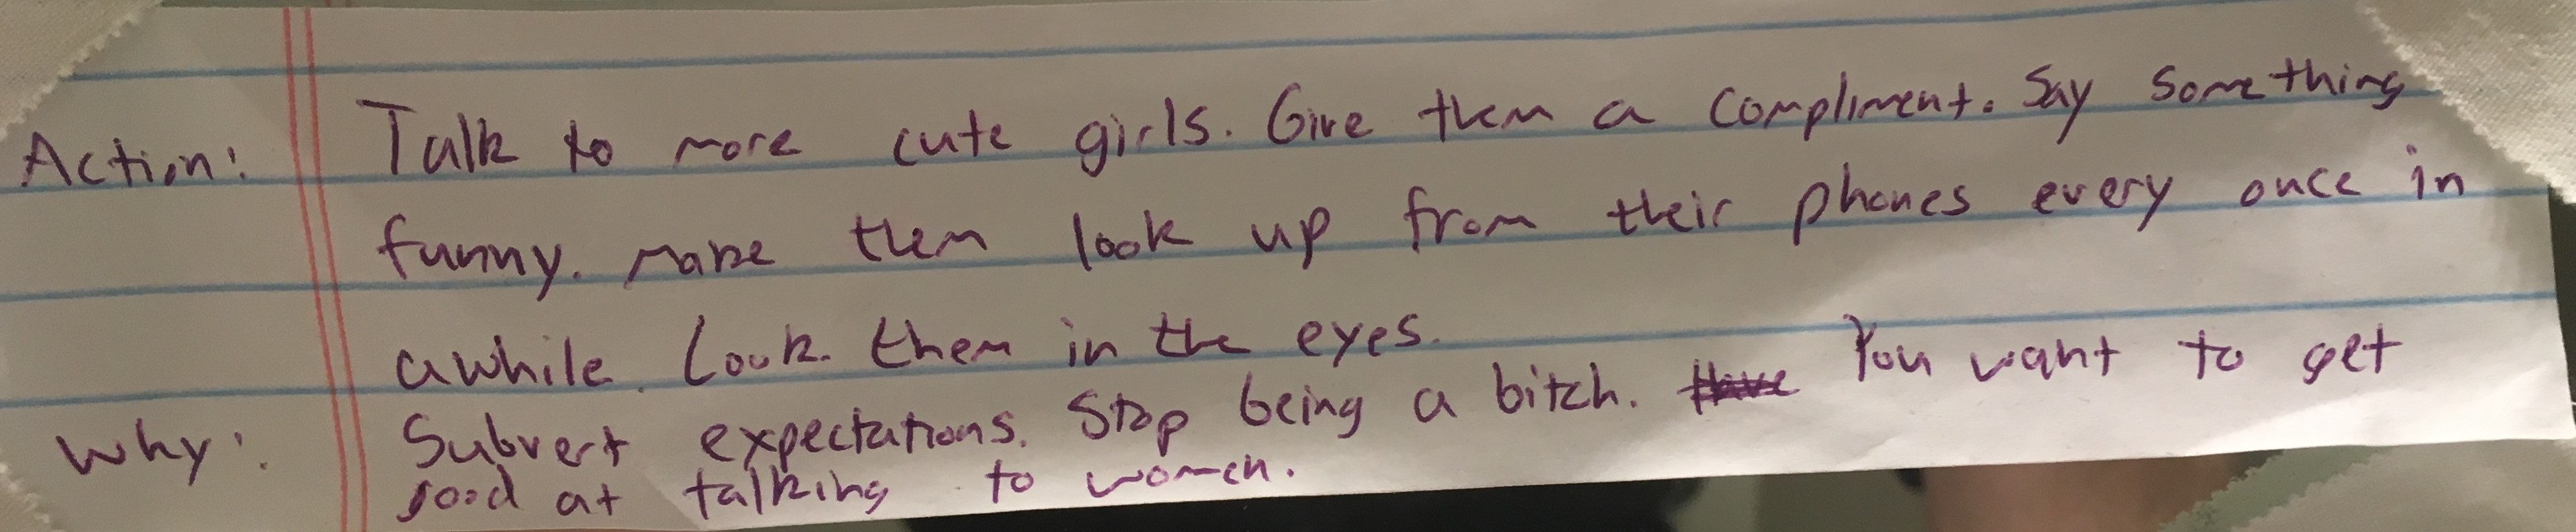 Action: Talk to more cute girls. Give them a compliment. Say something
funny. make them look up from their phones every once in
awhile. Look them in the eyes.
Why: Subvert expectations. Stop being a bitch. You want to get
good at talking to women.